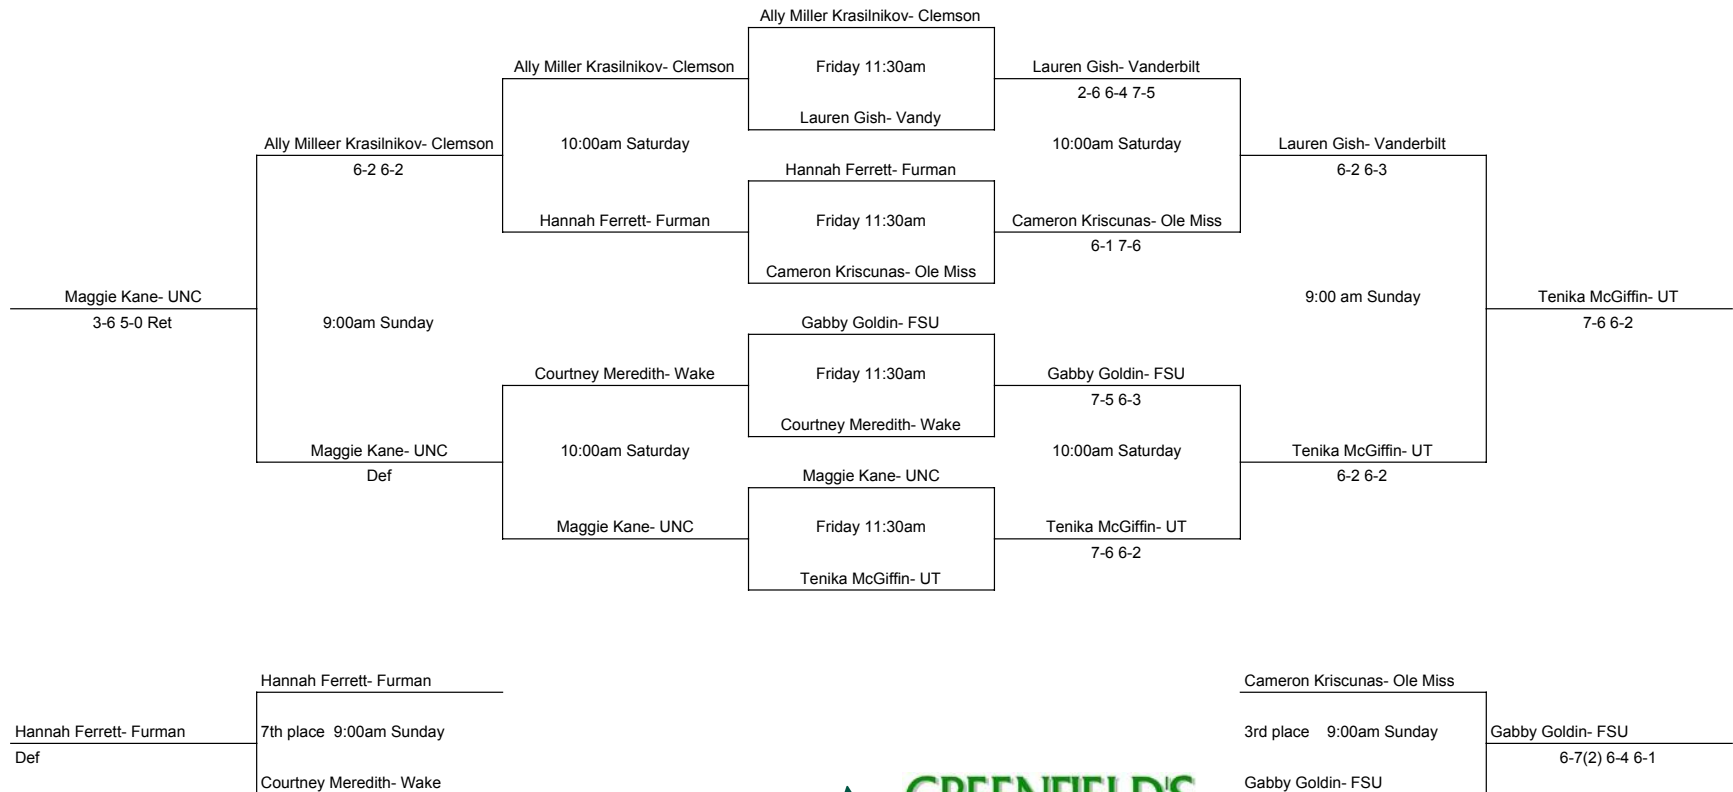 Ally Miller Krasilnikov- Clemson
Ally Miller Krasilnikov- Clemson
Friday 11:30am
Lauren Gish- Vanderbilt
2-6 6-4 7-5
Lauren Gish- Vandy
Ally Milleer Krasilnikov- Clemson
10:00am Saturday
10:00am Saturday
Lauren Gish- Vanderbilt
6-2 6-2
Hannah Ferrett- Furman
6-2 6-3
Hannah Ferrett- Furman
Friday 11:30am
Cameron Kriscunas- Ole Miss
6-1 7-6
Cameron Kriscunas- Ole Miss
Maggie Kane- UNC
9:00 am Sunday
Tenika McGiffin- UT
3-6 5-0 Ret
9:00am Sunday
Gabby Goldin- FSU
7-6 6-2
Courtney Meredith- Wake
Friday 11:30am
Gabby Goldin- FSU
7-5 6-3
Courtney Meredith- Wake
Maggie Kane- UNC
10:00am Saturday
10:00am Saturday
Tenika McGiffin- UT
Def
Maggie Kane- UNC
6-2 6-2
Maggie Kane- UNC
Friday 11:30am
Tenika McGiffin- UT
7-6 6-2
Tenika McGiffin- UT
Hannah Ferrett- Furman
Cameron Kriscunas- Ole Miss
Hannah Ferrett- Furman
7th place 9:00am Sunday
3rd place 9:00am Sunday
Gabby Goldin- FSU
Def
6-7(2) 6-4 6-1
Courtney Meredith- Wake
GREENFIELD'S
Gabby Goldin- FSU